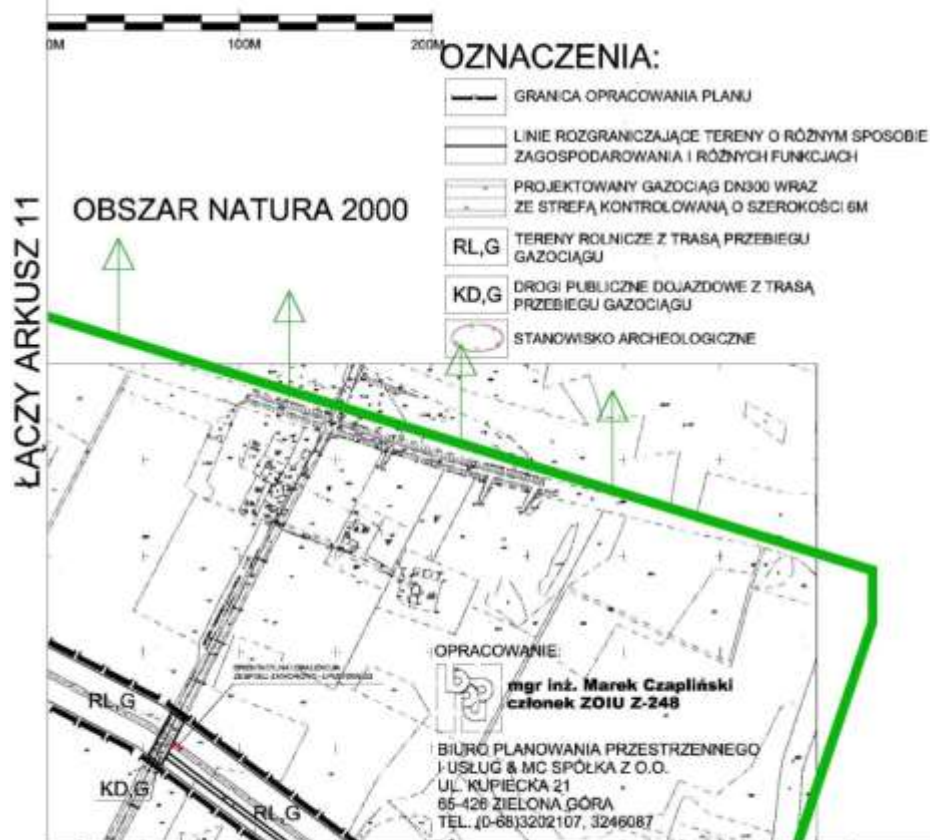 0M 100M 200M
OZNACZENIA:
GRANICA OPRACOWANIA PLANU
LINIE ROZGRANICZAJĄCE TERENY O RÓŻNYM SPOSOBIE
ZAGOSPODAROWANIA I RÓŻNYCH FUNKCJACH
PROJEKTOWANY GAZOCIĄG DN300 WRAZ
ZE STREFĄ KONTROLOWANĄ O SZEROKOŚCI 6M
RL,G TERENY ROLNICZE Z TRASĄ PRZEBIEGU
GAZOCIĄGU
KD,G DROGI PUBLICZNE DOJAZDOWE Z TRASĄ
PRZEBIEGU GAZOCIĄGU
STANOWISKO ARCHEOLOGICZNE
ŁĄCZY ARKUSZ 11
OBSZAR NATURA 2000
OPRACOWANIE:
mgr inż. Marek Czapliński
członek ZOIU Z-248
BIURO PLANOWANIA PRZESTRZENNEGO
I USŁUG & MC SPÓŁKA Z O.O.
UL. KUPIECKA 21
65-426 ZIELONA GÓRA
TEL. (0-68)3202107, 3246087
RL,G
KD,G
RL,G